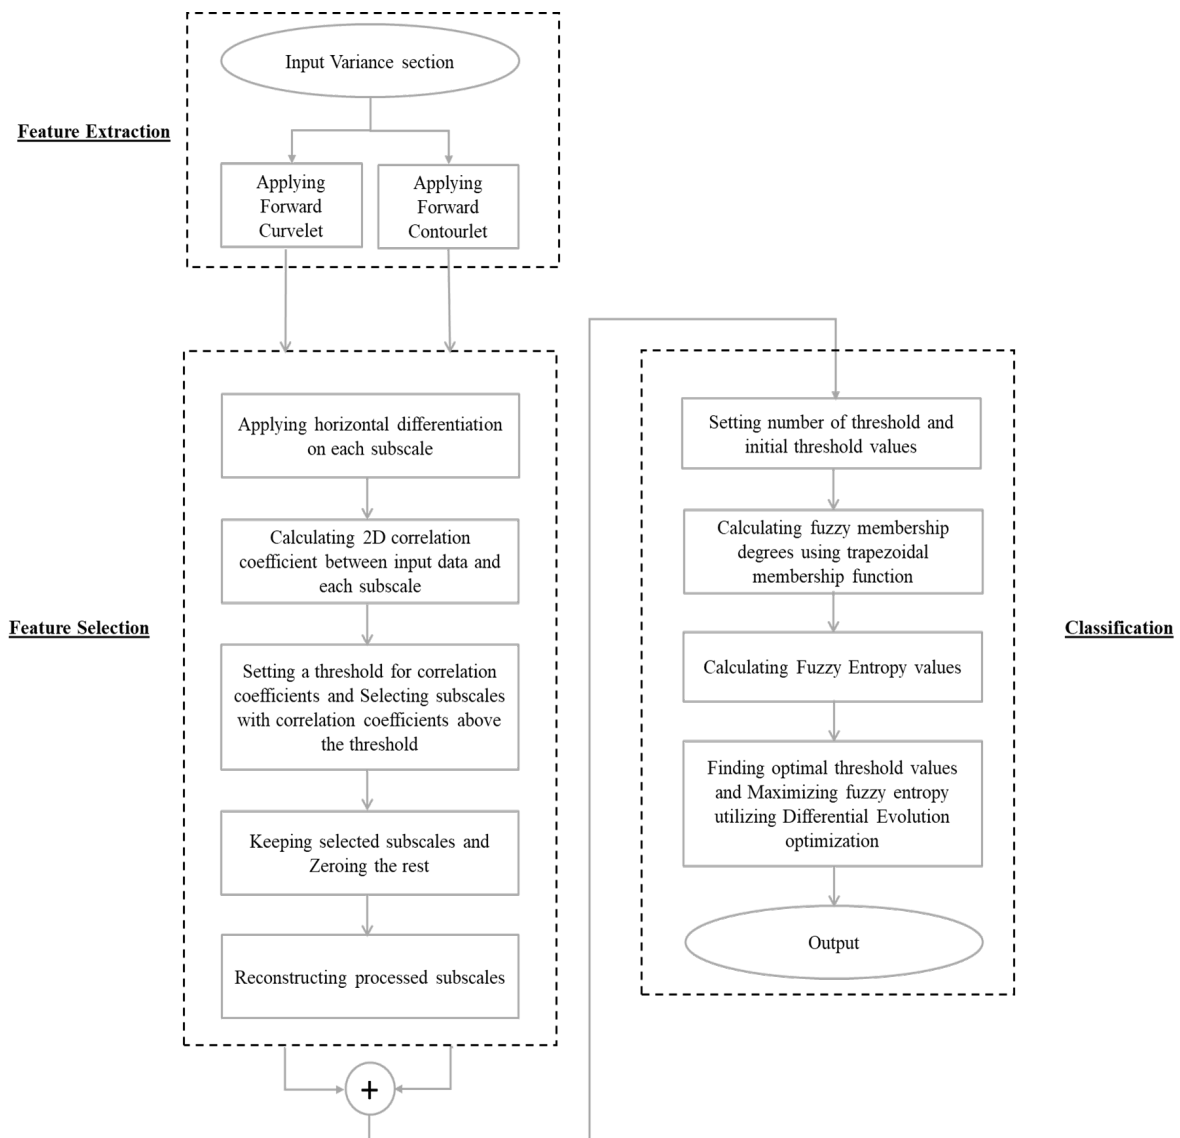 Input Variance section
Feature Extraction
Applying
Forward
Curvelet
Applying
Forward
Contourlet
Applying horizontal differentiation
on each subscale
Calculating 2D correlation
coefficient between input data and
each subscale
Feature Selection
Setting a threshold for correlation
coefficients and Selecting subscales
with correlation coefficients above
the threshold
Keeping selected subscales and
Zeroing the rest
Reconstructing processed subscales
+
Setting number of threshold and
initial threshold values
Calculating fuzzy membership
degrees using trapezoidal
membership function
Classification
Calculating Fuzzy Entropy values
Finding optimal threshold values
and Maximizing fuzzy entropy
utilizing Differential Evolution
optimization
Output